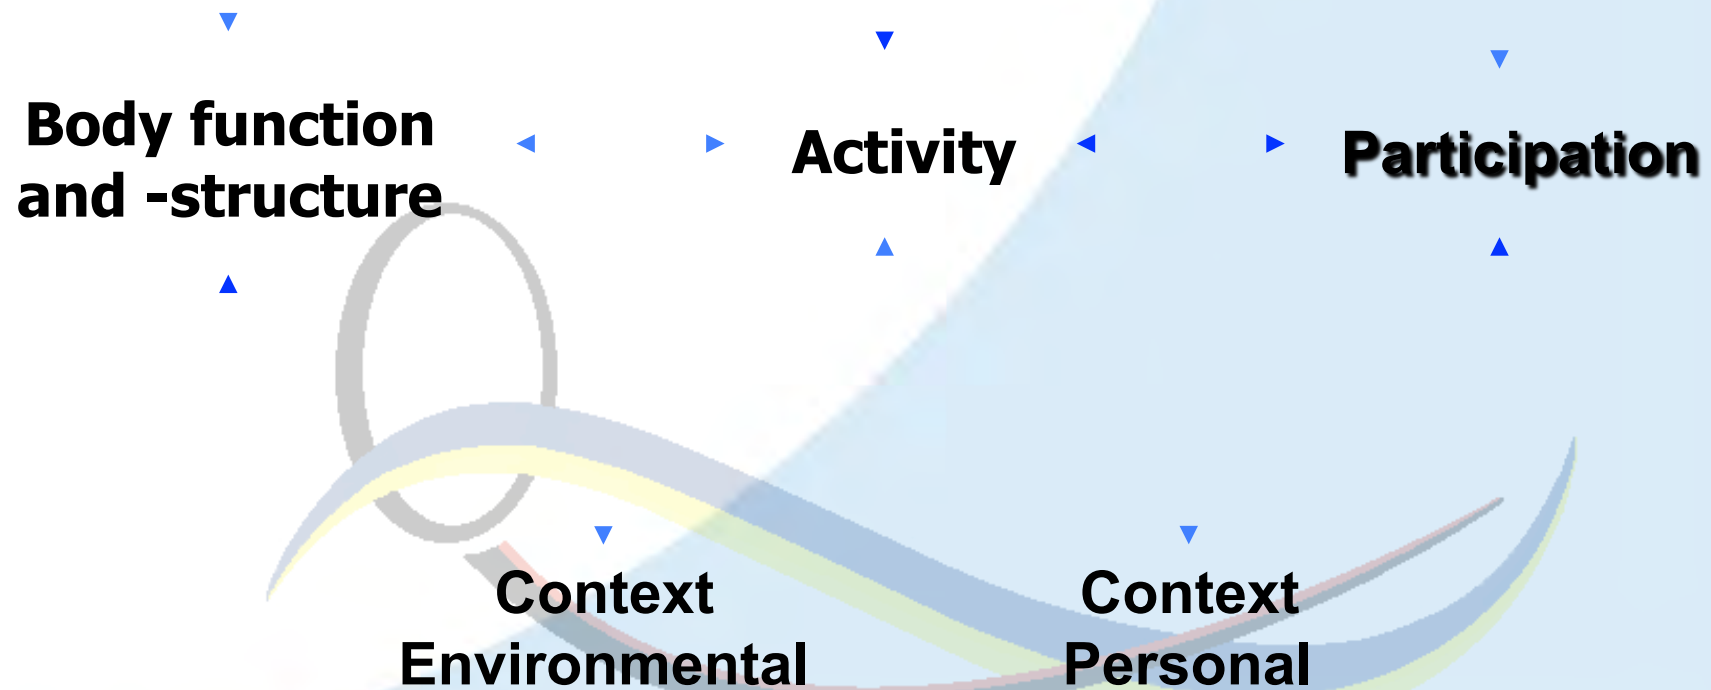 Body function
and -structure
Activity
Participation
Context
Environmental
Context
Personal